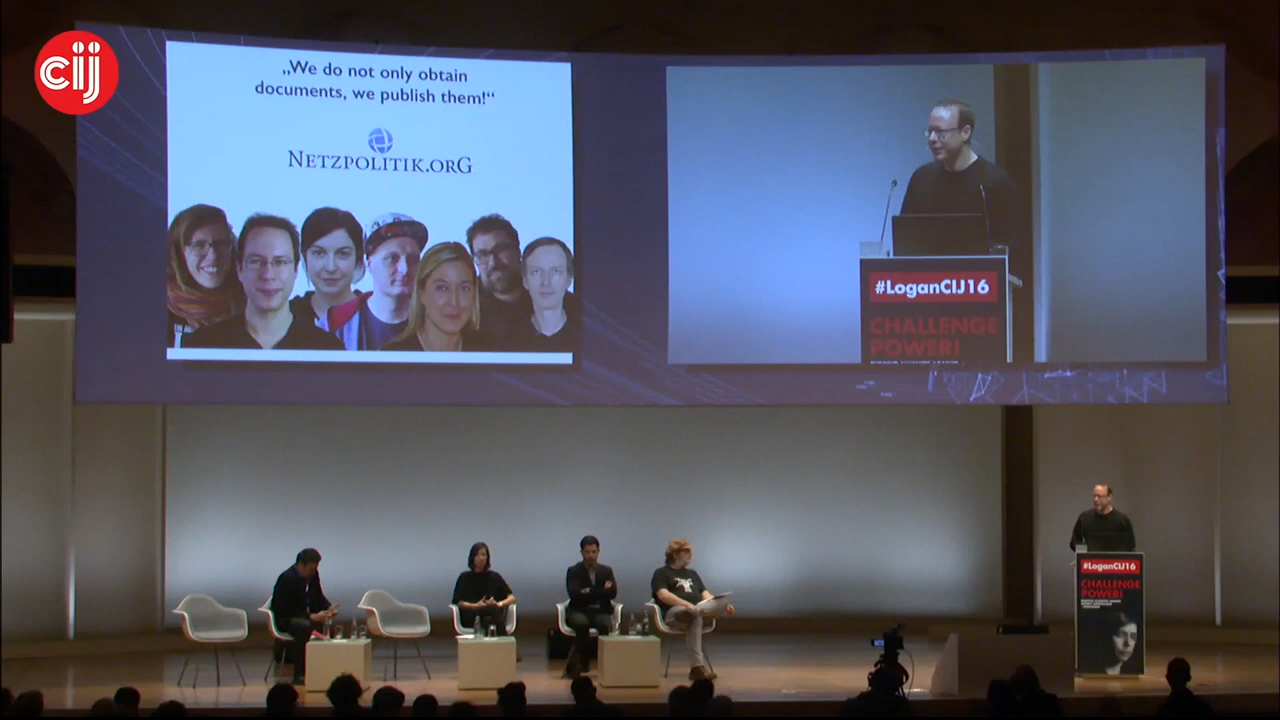 cij
„We do not only obtain
documents, we publish them!“
NETZPOLITIK.ORG
#LoganCIJ16
CHALLENGE
POWER!
#LoganCIJ16
CHALLENGE
POWER!